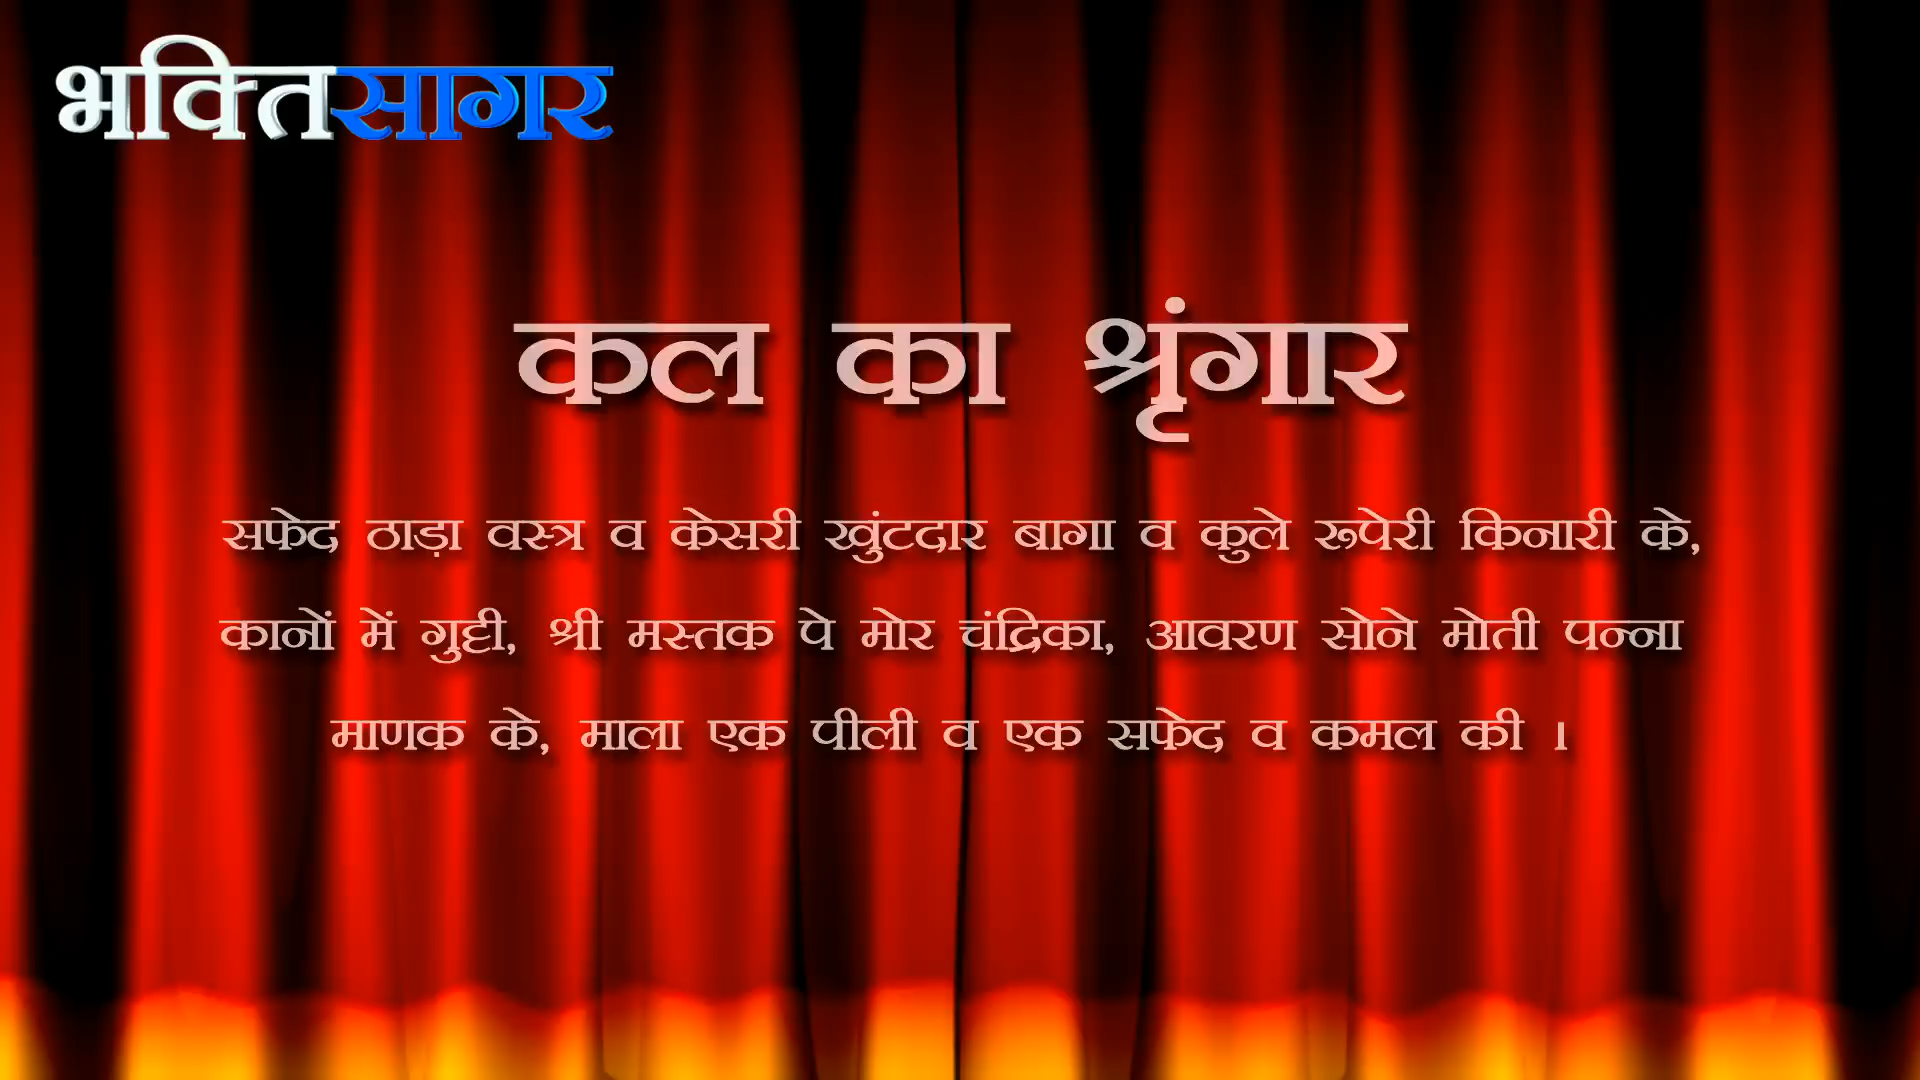 भक्तिसागर
कल का श्रृंगार
सफेद ठाड़ा वस्त्र व केसरी खुंटदार बागा व कुले रूपेरी किनारी के,
कानों में गुट्टी, श्री मस्तक पे मोर चंद्रिका, आवरण सोने मोती पन्ना
माणक के, माला एक पीली व एक सफेद व कमल की ।